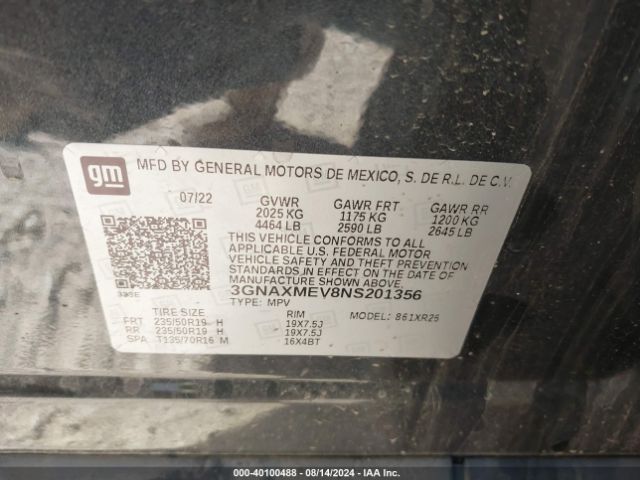 gm
MFD BY GENERAL MOTORS DE MEXICO, S. DE R.L. DE C.V.
07/22 GVWR GAWR FRT GAWR RR
2025 KG 1175 KG 1200 KG
4464 LB 2590 LB 2645 LB
THIS VEHICLE CONFORMS TO ALL
APPLICABLE U.S. FEDERAL MOTOR
VEHICLE SAFETY AND THEFT
PREVENTION STANDARDS IN EFFECT ON THE DATE OF
MANUFACTURE SHOWN ABOVE.
3GNAXMEV8NS201356
TYPE: MPV
TIRE SIZE RIM MODEL: 861XR25
FRT 235/50R19 H 19X7.5J
RR 235/50R19 H 19X7.5J
SPA T135/70R16 M 16X4BT
000-40100488 - 08/14/2024 - IAA Inc.